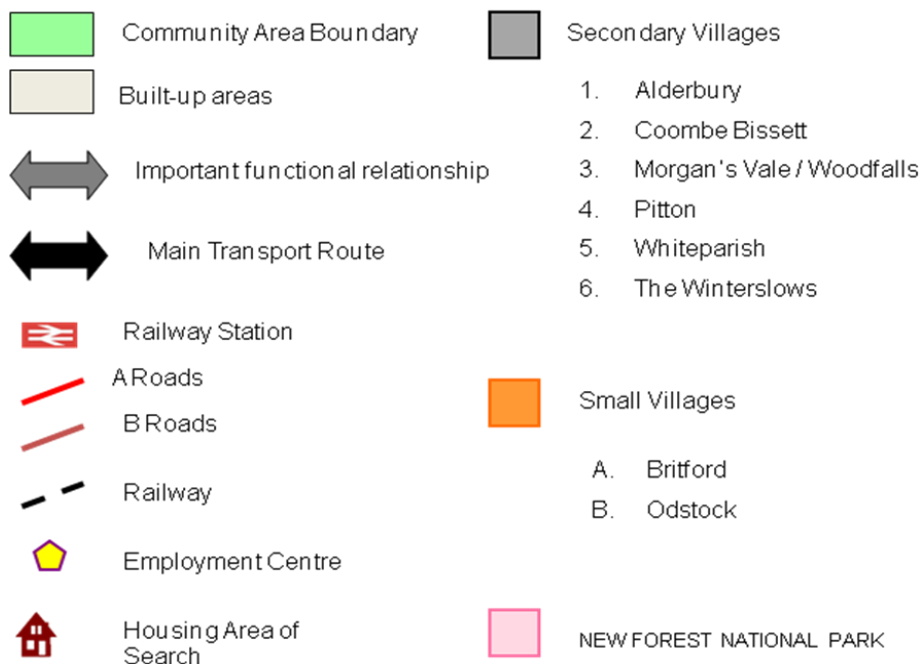 Community Area Boundary
Built-up areas
Important functional relationship
Main Transport Route
Railway Station
A Roads
B Roads
Railway
Employment Centre
Housing Area of
Search
Secondary Villages
1. Alderbury
2. Coombe Bissett
3. Morgan's Vale / Woodfalls
4. Pitton
5. Whiteparish
6. The Winterslows
Small Villages
A. Britford
B. Odstock
NEW FOREST NATIONAL PARK